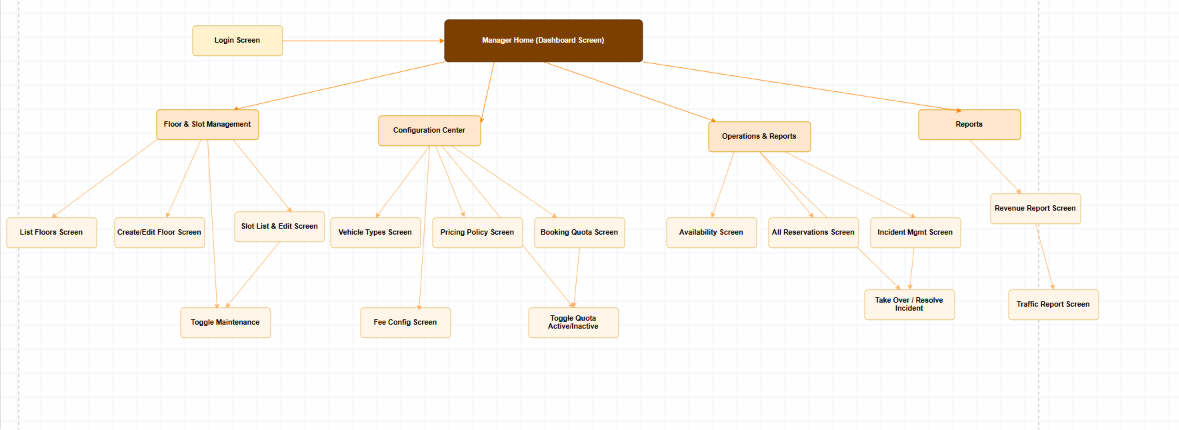 Login Screen
Manager Home (Dashboard Screen)
Floor & Slot Management
Configuration Center
Operations & Reports
Reports
List Floors Screen
Create/Edit Floor Screen
Slot List & Edit Screen
Vehicle Types Screen
Pricing Policy Screen
Booking Quota Screen
Availability Screen
All Reservations Screen
Incident Mgmt Screen
Revenue Report Screen
Toggle Maintenance
Fee Config Screen
Toggle Quota
Active/Inactive
Take Over / Resolve
Incident
Traffic Report Screen